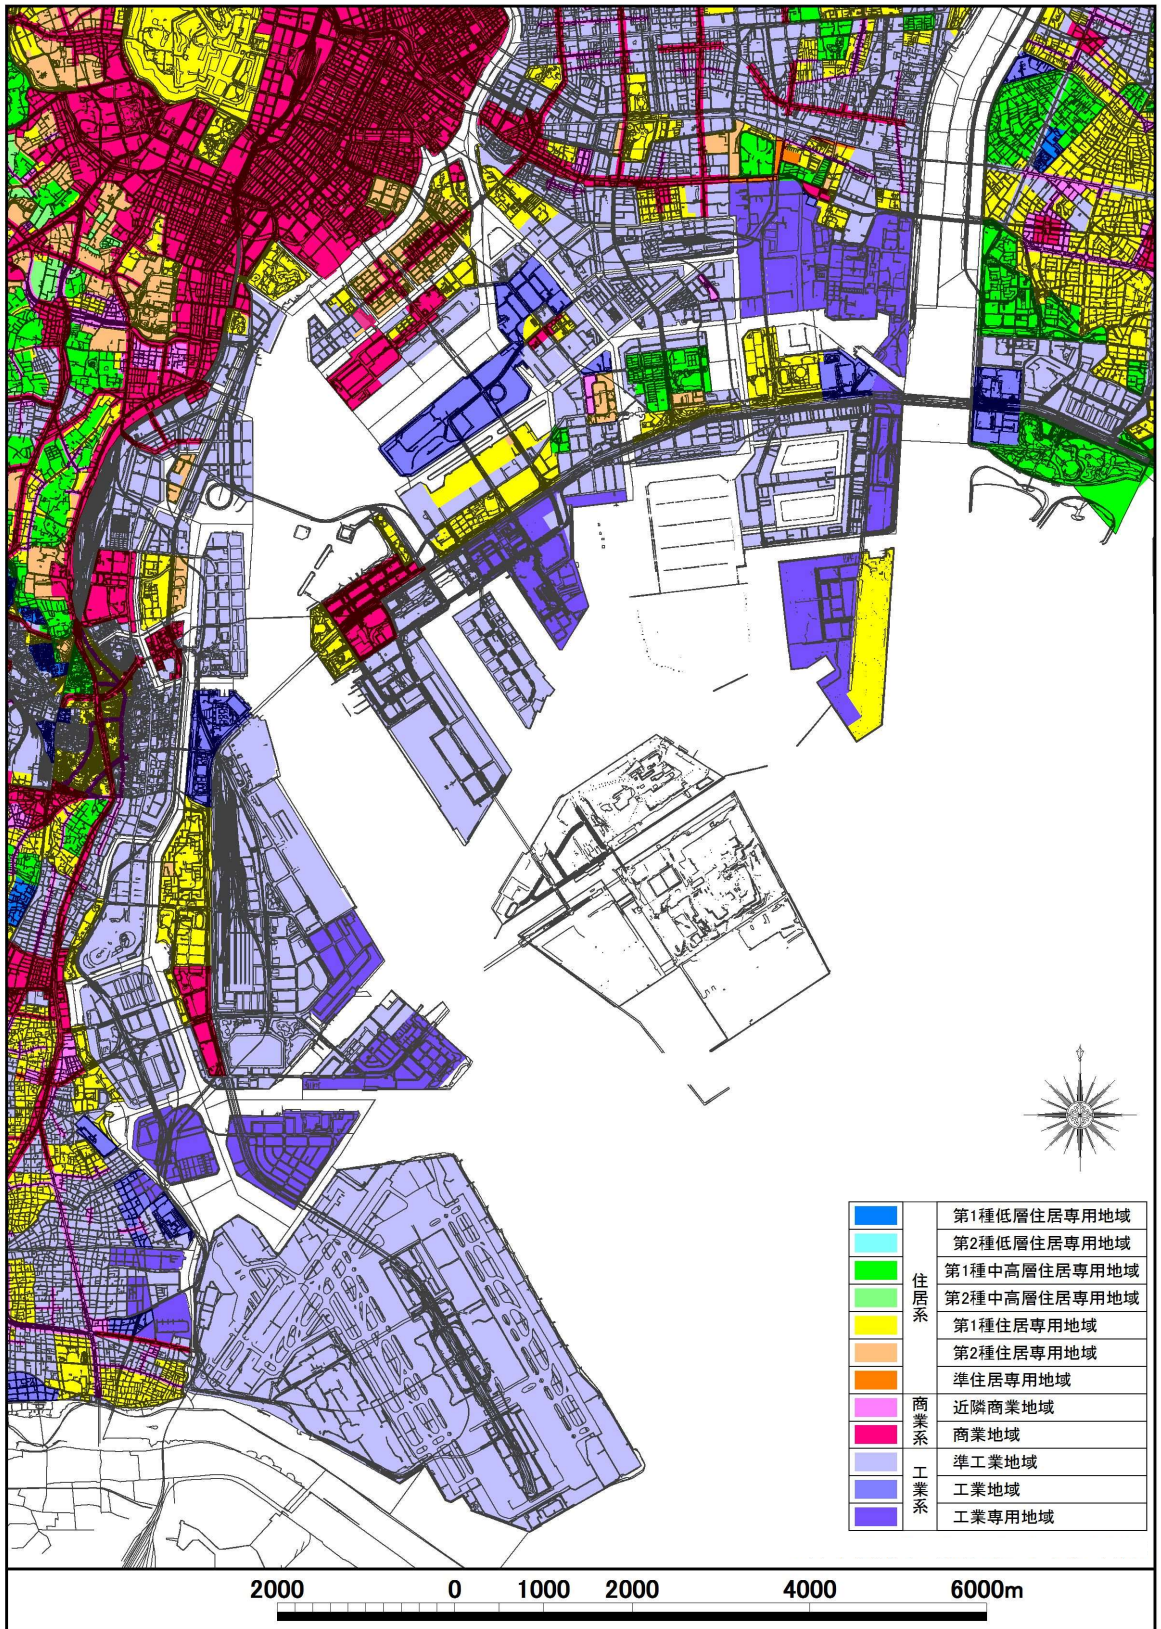 第1種低層住居専用地域
第2種低層住居専用地域
第1種中高層住居専用地域
第2種中高層住居専用地域
第1種住居専用地域
第2種住居専用地域
準住居専用地域
住居系
近隣商業地域
商業地域
商業系
準工業地域
工業地域
工業専用地域
工業系
2000 0 1000 2000 4000 6000m